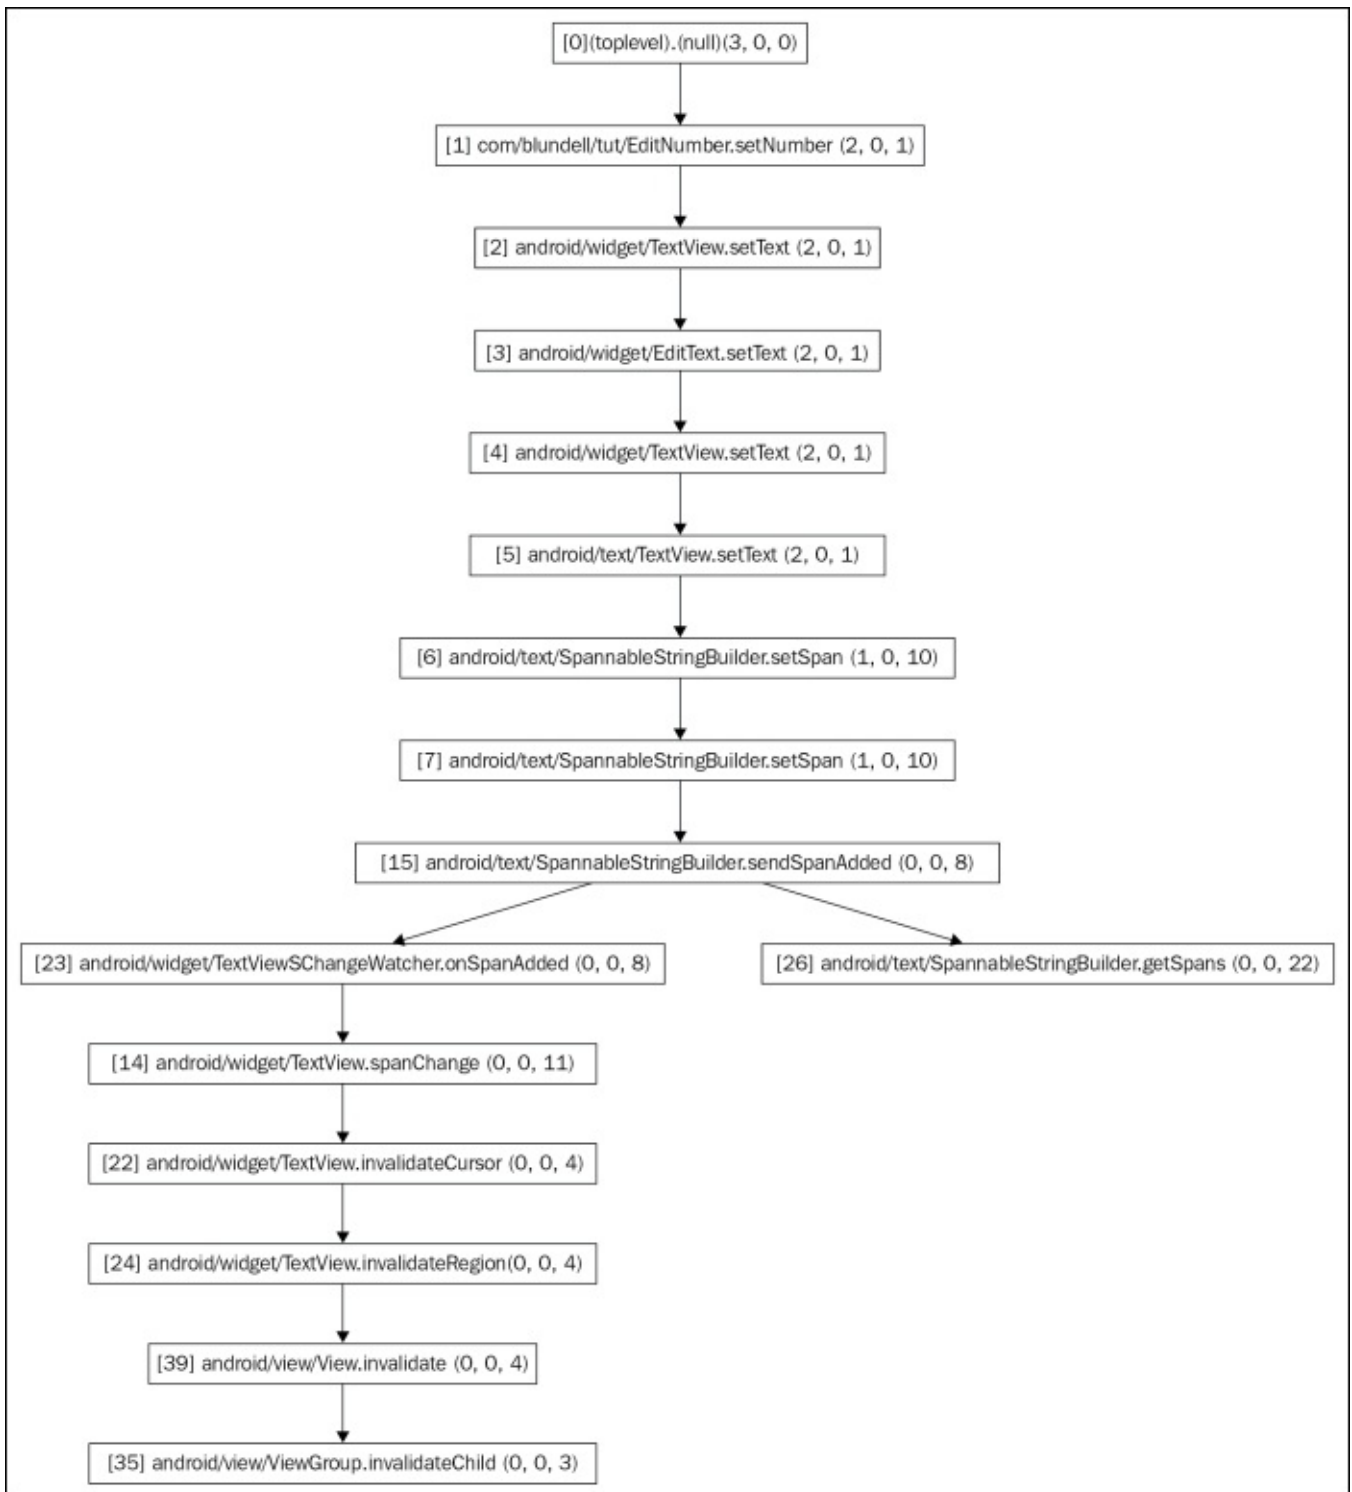 [0](toplevel).(null)(3, 0, 0)
[1] com/blundell/tut/EditNumber.setNumber (2, 0, 1)
[2] android/widget/TextView.setText (2, 0, 1)
[3] android/widget/EditText.setText (2, 0, 1)
[4] android/widget/TextView.setText (2, 0, 1)
[5] android/text/TextView.setText (2, 0, 1)
[6] android/text/SpannableStringBuilder.setSpan (1, 0, 10)
[7] android/text/SpannableStringBuilder.setSpan (1, 0, 10)
[15] android/text/SpannableStringBuilder.sendSpanAdded (0, 0, 8)
[23] android/widget/TextViewSChangeWatcher.onSpanAdded (0, 0, 8)
[26] android/text/SpannableStringBuilder.getSpans (0, 0, 22)
[14] android/widget/TextView.spanChange (0, 0, 11)
[22] android/widget/TextView.invalidateCursor (0, 0, 4)
[24] android/widget/TextView.invalidateRegion(0, 0, 4)
[39] android/view/View.invalidate (0, 0, 4)
[35] android/view/ViewGroup.invalidateChild (0, 0, 3)